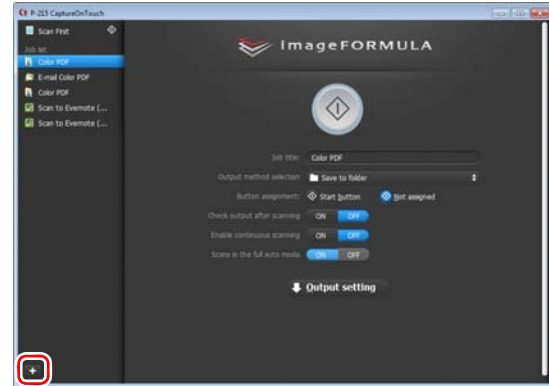 P-215 CaptureOnTouch
Scan First
Job list
Color PDF
E-mail Color PDF
Color PDF
Scan to Evernote (...
Scan to Evernote (...
imageFORMULA
Job title: Color PDF
Output method selection Save to folder
Button assignment: Start button Not assigned
Check output after scanning ON OFF
Enable continuous scanning ON OFF
Scans in the full auto mode ON OFF
Output setting